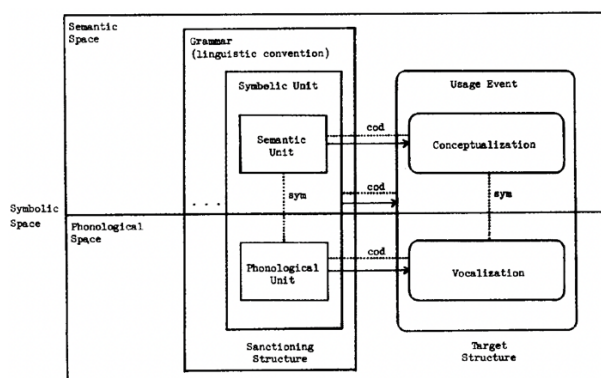 Semantic
Space
Grammar
(linguistic convention)
Symbolic Unit
Usage Event
Semantic
Unit
cod
Conceptualization
sym
cod
sym
. . .
Symbolic
Space
Phonological
Space
Phonological
Unit
cod
Vocalization
Sanctioning
Structure
Target
Structure